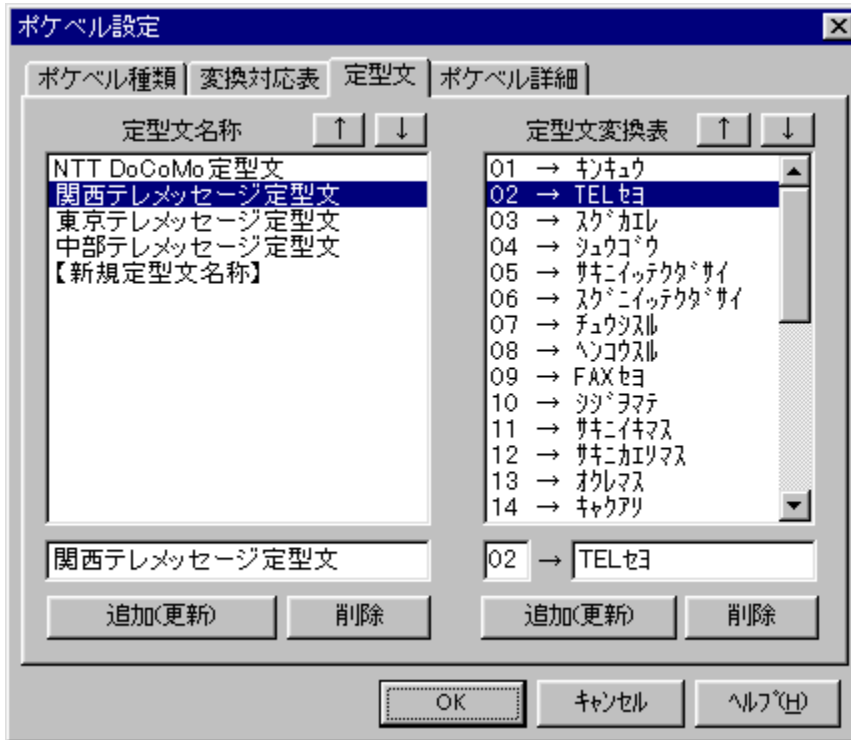 ポケベル設定
ポケベル種類 変換対応表 定型文 ポケベル詳細
定型文名称 ↑ ↓
NTT DoCoMo定型文
関西テレメッセージ定型文
東京テレメッセージ定型文
中部テレメッセージ定型文
【新規定型文名称】
関西テレメッセージ定型文
追加(更新) 削除
定型文変換表 ↑ ↓
01 → ｷﾝｷｭｳ
02 → TELｾﾖ
03 → ｽｸﾞｶｴﾚ
04 → ｼｭｳｺﾞｳ
05 → ｻｷﾆｲｯﾃｸﾀﾞｻｲ
06 → ｽｸﾞﾆｲｯﾃｸﾀﾞｻｲ
07 → ﾁｭｳｼｽﾙ
08 → ﾍﾝｺｳｽﾙ
09 → FAXｾﾖ
10 → ｼｼﾞｦﾏﾃ
11 → ｻｷﾆｲｷﾏｽ
12 → ｻｷﾆｶｴﾘﾏｽ
13 → ｵｸﾚﾏｽ
14 → ｷｬｸｱﾘ
02 → TELｾﾖ
追加(更新) 削除
OK ｷｬﾝｾﾙ ﾍﾙﾌﾟ(H)